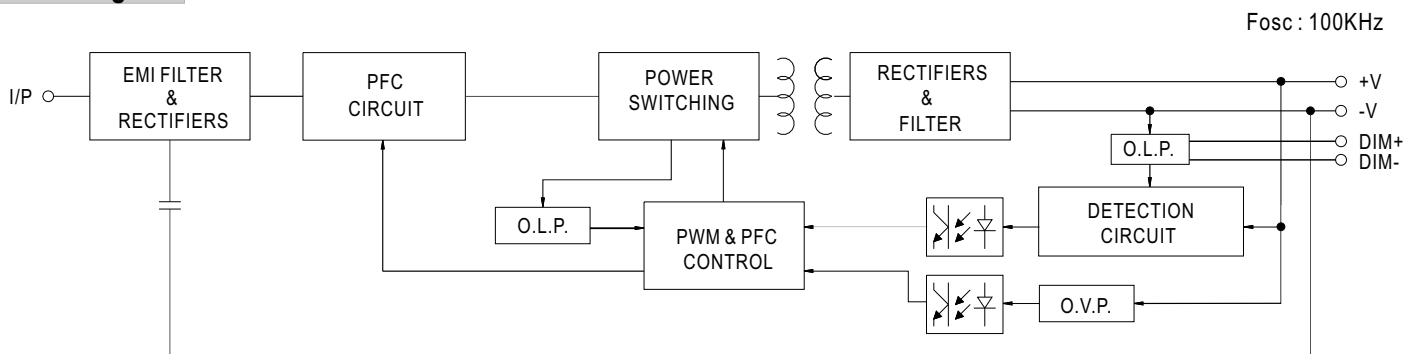 Fosc : 100KHz
I/P
EMI FILTER
&
RECTIFIERS
PFC
CIRCUIT
POWER
SWITCHING
RECTIFIERS
&
FILTER
+V
-V
DIM+
DIM-
O.L.P.
O.L.P.
PWM & PFC
CONTROL
DETECTION
CIRCUIT
O.V.P.